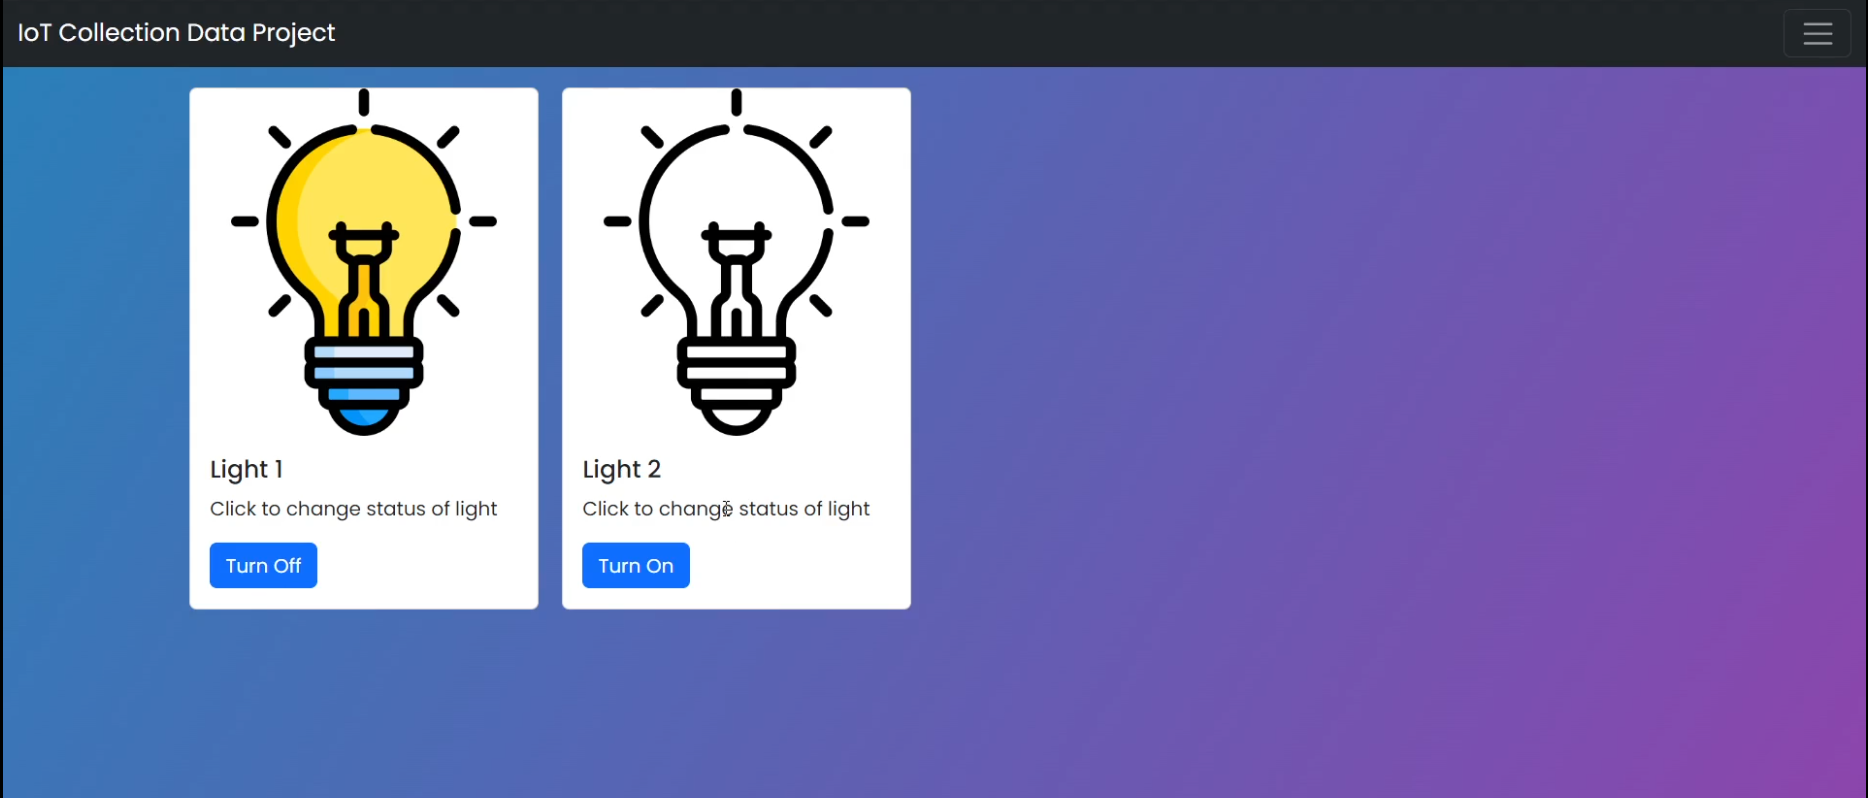 IoT Collection Data Project
Light 1
Click to change status of light
Turn Off
Light 2
Click to change status of light
Turn On